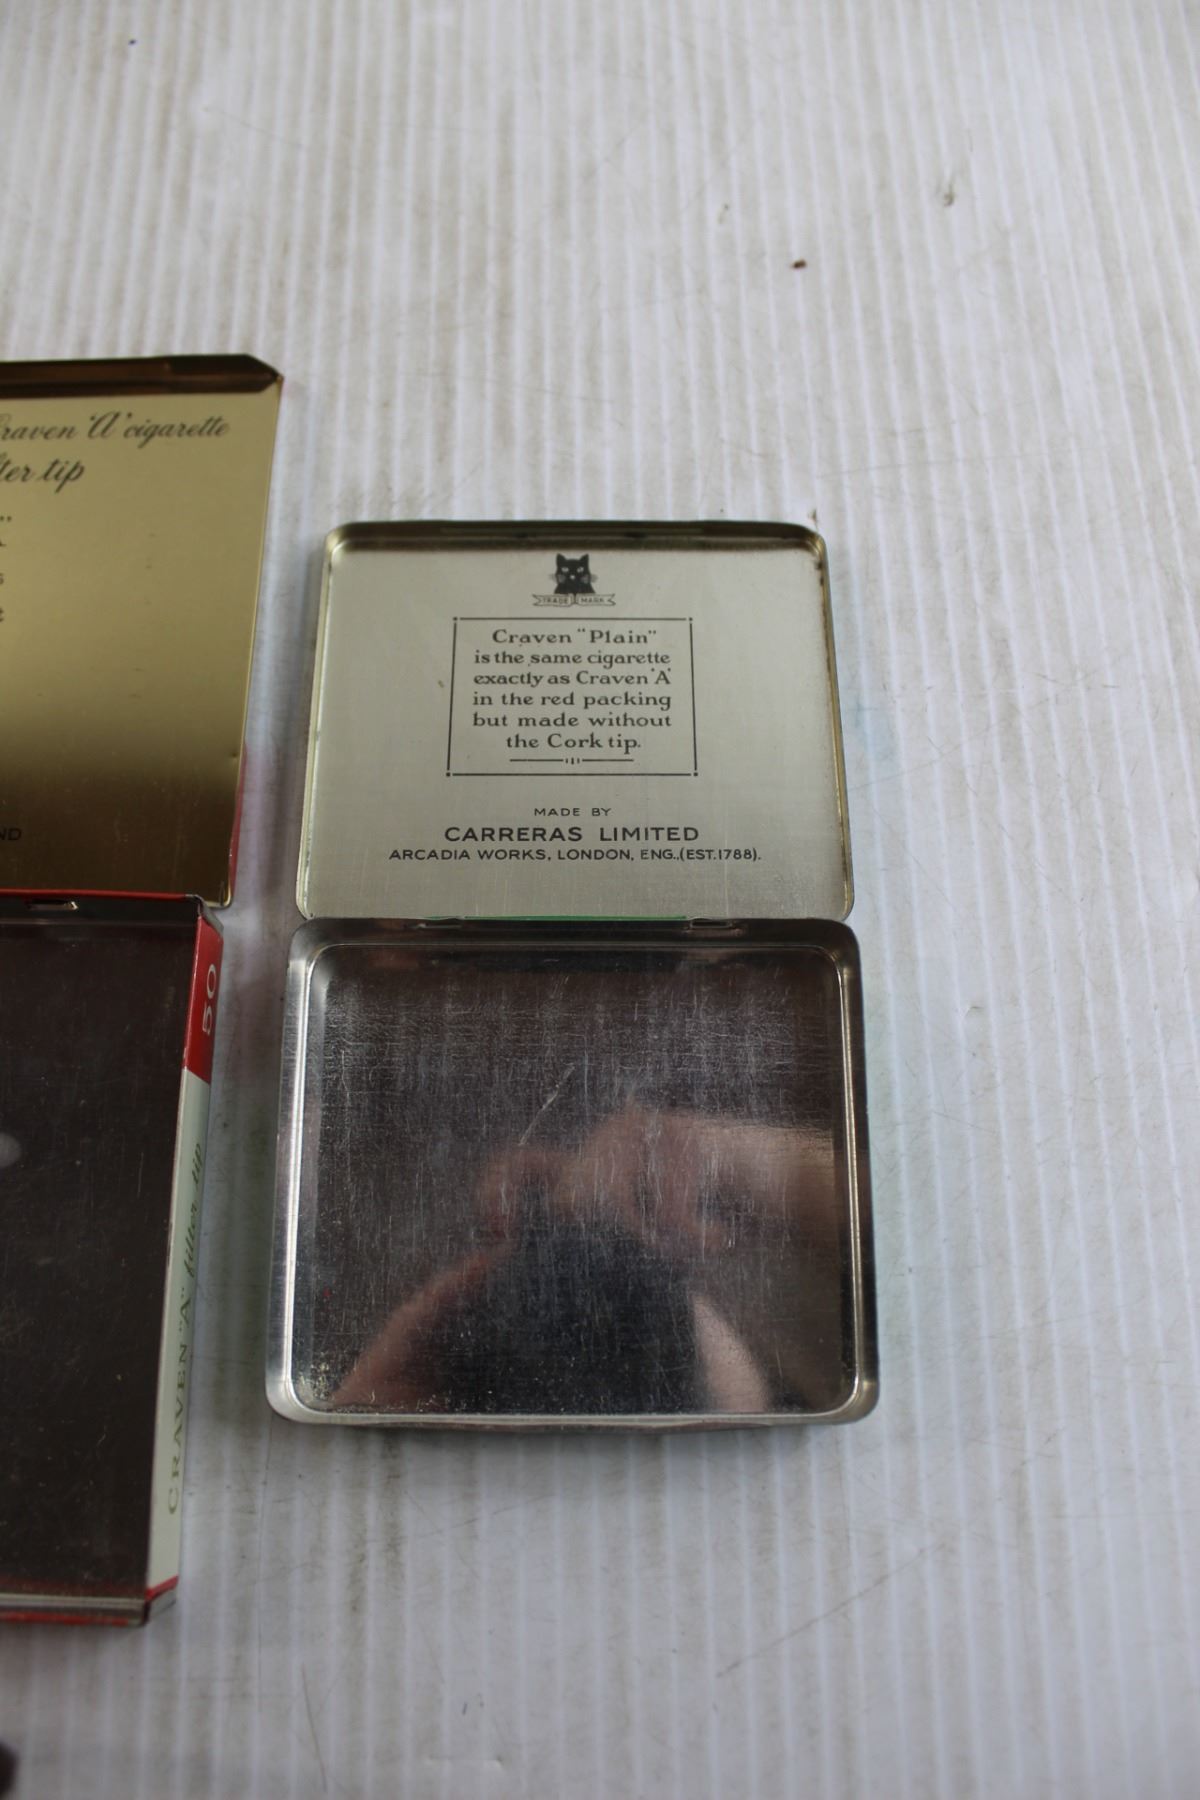 raven 'A' cigarette
ter tip
ND
50
CRAVEN "A" filter tip
TRADE MARK
Craven "Plain"
is the same cigarette
exactly as Craven 'A'
in the red packing
but made without
the Cork tip.
MADE BY
CARRERAS LIMITED
ARCADIA WORKS, LONDON, ENG.,(EST.1788).